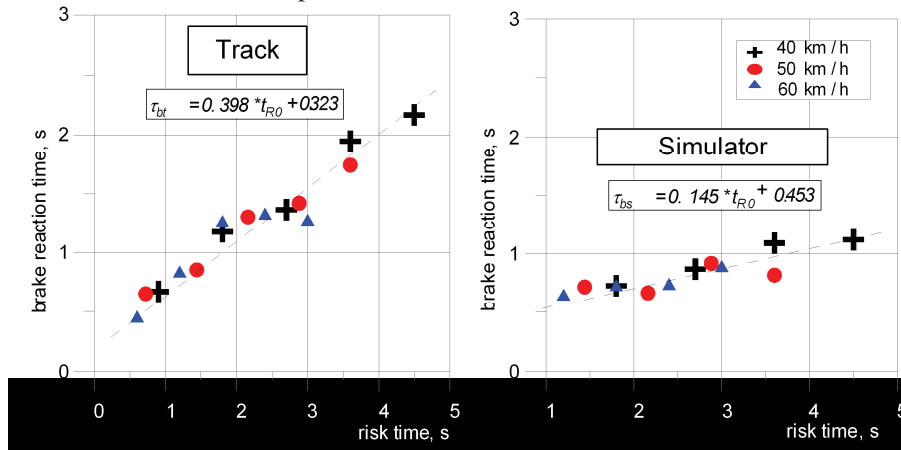 3
Track
τbt =0. 398 *tR0 +0323
2
1
0
brake reaction time, s
0 1 2 3 4 5
risk time, s
3
40 km / h
50 km / h
60 km / h
2
Simulator
τbs =0. 145 *tR0 + 0.453
1
0
brake reaction time, s
1 2 3 4 5
risk time, s